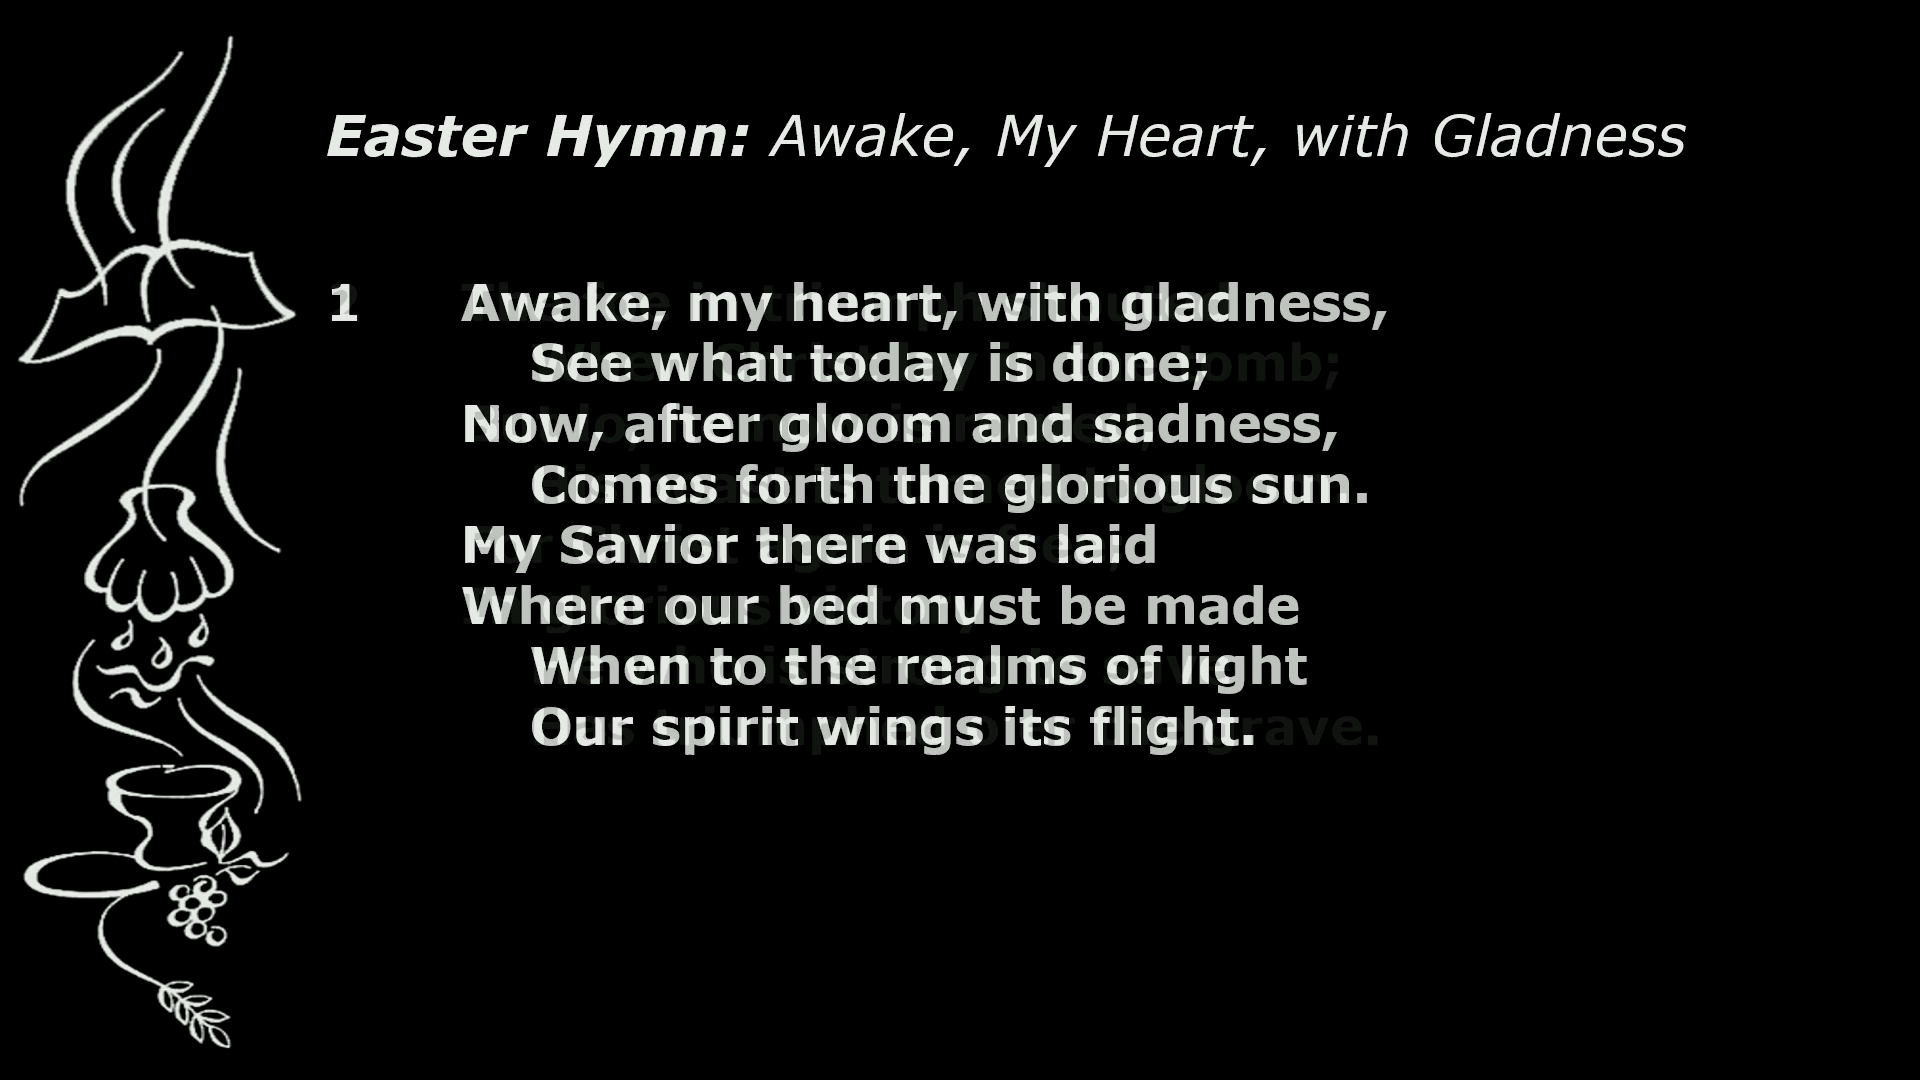 Easter Hymn: Awake, My Heart, with Gladness
1 Awake, my heart, with gladness,
See what today is done;
Now, after gloom and sadness,
Comes forth the glorious sun.
My Savior there was laid
Where our bed must be made
When to the realms of light
Our spirit wings its flight.